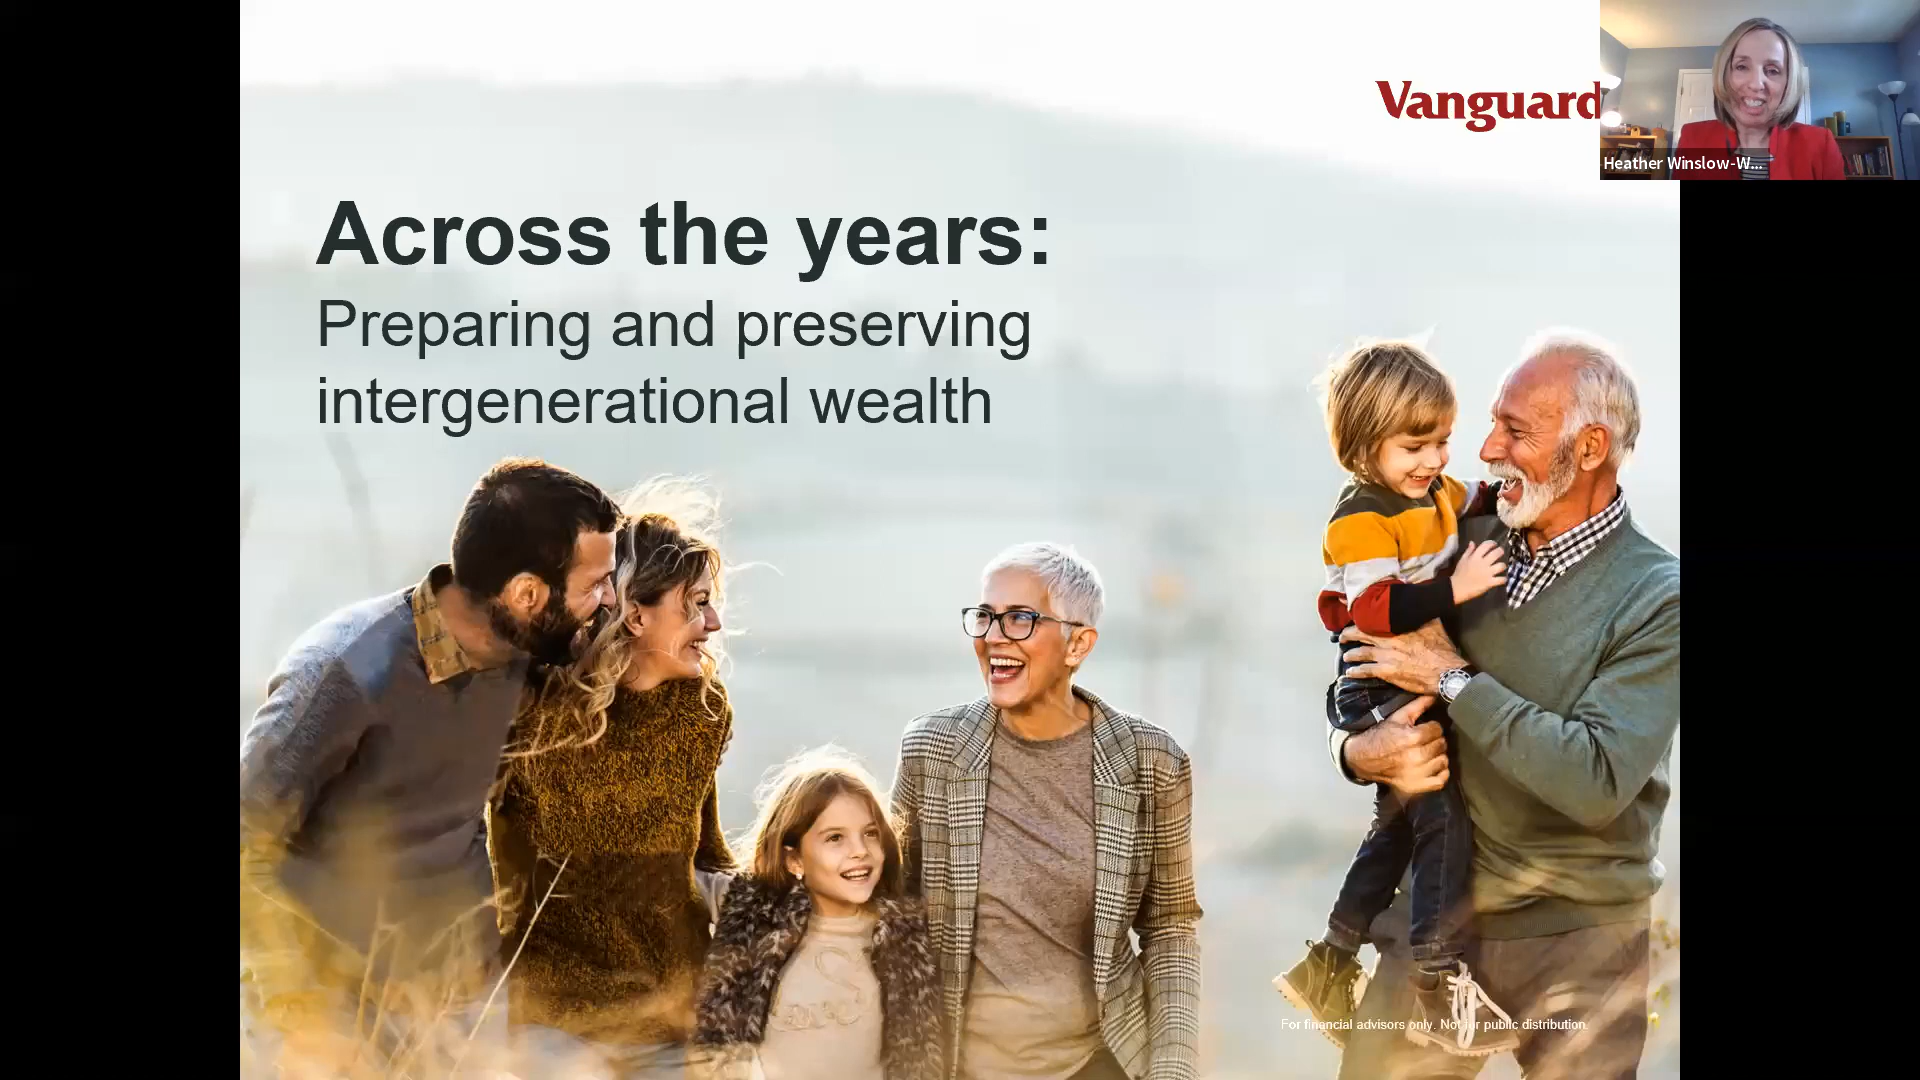 Vanguard
Heather Winslow-W...
Across the years:
Preparing and preserving
intergenerational wealth
For financial advisors only. Not for public distribution.